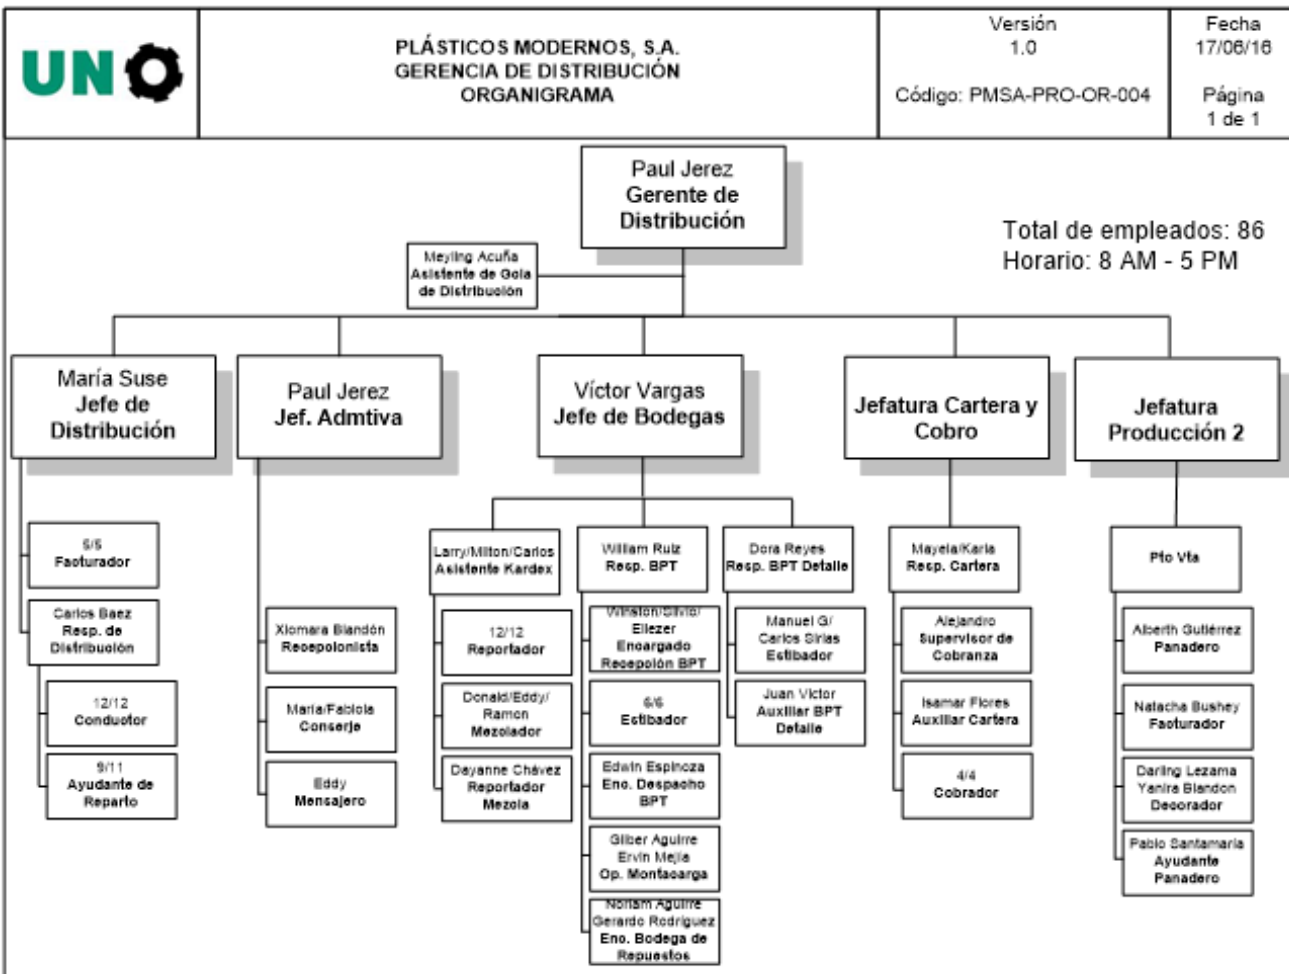 UNO
PLÁSTICOS MODERNOS, S.A.
GERENCIA DE DISTRIBUCIÓN
ORGANIGRAMA
Versión
1.0
Código: PMSA-PRO-OR-004
Fecha
17/06/16
Página
1 de 1
Paul Jerez
Gerente de
Distribución
Total de empleados: 86
Horario: 8 AM - 5 PM
Meyling Acuña
Asistente de Gcia
de Distribución
María Suse
Jefe de
Distribución
Paul Jerez
Jef. Admtiva
Víctor Vargas
Jefe de Bodegas
Jefatura Cartera y
Cobro
Jefatura
Producción 2
5/5
Facturador
Carlos Baez
Resp. de
Distribución
12/12
Conductor
9/11
Ayudante de
Reparto
Xiomara Blandón
Recepcionista
María/Fabiola
Conserje
Eddy
Mensajero
Larry/Milton/Carlos
Asistente Kardex
12/12
Reportador
Donald/Eddy/
Ramon
Mezclador
Dayanne Chávez
Reportador
Mezcla
William Ruiz
Resp. BPT
Winston/Silvio/
Eliezer
Encargado
Recepción BPT
6/6
Estibador
Edwin Espinoza
Enc. Despacho
BPT
Gilber Aguirre
Ervin Mejía
Op. Montacarga
Noriam Aguirre
Gerardo Rodríguez
Enc. Bodega de
Repuestos
Dora Reyes
Resp. BPT Detalle
Manuel G/
Carlos Sirias
Estibador
Juan Victor
Auxiliar BPT
Detalle
Mayela/Karla
Resp. Cartera
Alejandro
Supervisor de
Cobranza
Isamar Flores
Auxiliar Cartera
4/4
Cobrador
Pto Vta
Alberth Gutiérrez
Panadero
Natacha Bushey
Facturador
Darling Lezama
Yanira Blandon
Decorador
Pablo Santamaría
Ayudante
Panadero